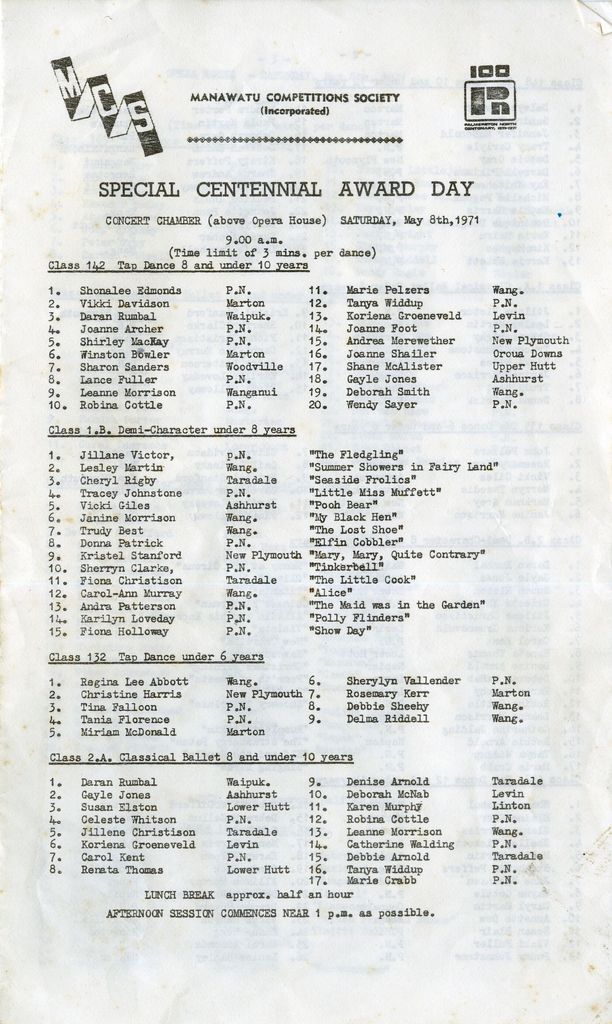 MCS
MANAWATU COMPETITIONS SOCIETY
(Incorporated)
100
PALMERSTON NORTH
CENTENARY, 1871-1971
SPECIAL CENTENNIAL AWARD DAY
CONCERT CHAMBER (above Opera House) SATURDAY, May 8th,1971
9.00 a.m.
(Time limit of 3 mins. per dance)
Class 142 Tap Dance 8 and under 10 years
1. Shonalee Edmonds P.N. 11. Marie Pelzers Wang.
2. Vikki Davidson Marton 12. Tanya Widdup P.N.
3. Daran Rumbal Waipuk. 13. Koriena Groeneveld Levin
4. Joanne Archer P.N. 14. Joanne Foot P.N.
5. Shirley MacKay P.N. 15. Andrea Merewether New Plymouth
6. Winston Bowler Marton 16. Joanne Shailer Oroua Downs
7. Sharon Sanders Woodville 17. Shane McAlister Upper Hutt
8. Lance Fuller P.N. 18. Gayle Jones Ashhurst
9. Leanne Morrison Wanganui 19. Deborah Smith Wang.
10. Robina Cottle P.N. 20. Wendy Sayer P.N.
Class 1.B. Demi-Character under 8 years
1. Jillane Victor, p.N. "The Fledgling"
2. Lesley Martin Wang. "Summer Showers in Fairy Land"
3. Cheryl Rigby Taradale "Seaside Frolics"
4. Tracey Johnstone P.N. "Little Miss Muffett"
5. Vicki Giles Ashhurst "Pooh Bear"
6. Janine Morrison Wang. "My Black Hen"
7. Trudy Best Wang. "The Lost Shoe"
8. Donna Patrick P.N. "Elfin Cobbler"
9. Kristel Stanford New Plymouth "Mary, Mary, Quite Contrary"
10. Sherryn Clarke, P.N. "Tinkerbell"
11. Fiona Christison Taradale "The Little Cook"
12. Carol-Ann Murray Wang. "Alice"
13. Andra Patterson P.N. "The Maid was in the Garden"
14. Karilyn Loveday P.N. "Polly Flinders"
15. Fiona Holloway P.N. "Show Day"
Class 132 Tap Dance under 6 years
1. Regina Lee Abbott Wang. 6. Sherylyn Vallender P.N.
2. Christine Harris New Plymouth 7. Rosemary Kerr Marton
3. Tina Falloon P.N. 8. Debbie Sheehy Wang.
4. Tania Florence P.N. 9. Delma Riddell Wang.
5. Miriam McDonald Marton
Class 2.A. Classical Ballet 8 and under 10 years
1. Daran Rumbal Waipuk. 9. Denise Arnold Taradale
2. Gayle Jones Ashhurst 10. Deborah McNab Levin
3. Susan Elston Lower Hutt 11. Karen Murphy Linton
4. Celeste Whitson P.N. 12. Robina Cottle P.N.
5. Jillene Christison Taradale 13. Leanne Morrison Wang.
6. Koriena Groeneveld Levin 14. Catherine Walding P.N.
7. Carol Kent P.N. 15. Debbie Arnold Taradale
8. Renata Thomas Lower Hutt 16. Tanya Widdup P.N.
17. Marie Crabb P.N.
LUNCH BREAK approx. half an hour
AFTERNOON SESSION COMMENCES NEAR 1 p.m. as possible.